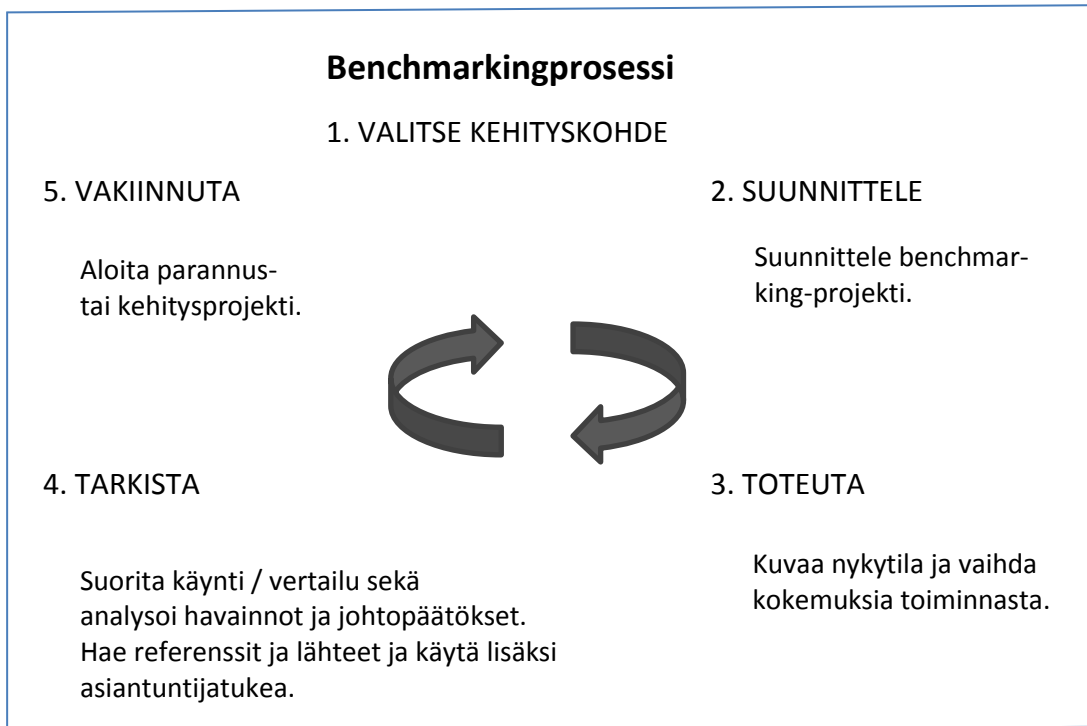 Benchmarkingprosessi
1. VALITSE KEHITYSKOHDE
5. VAKIINNUTA
Aloita parannus-
tai kehitysprojekti.
2. SUUNNITTELE
Suunnittele benchmar-
king-projekti.
4. TARKISTA
Suorita käynti / vertailu sekä
analysoi havainnot ja johtopäätökset.
Hae referenssit ja lähteet ja käytä lisäksi
asiantuntijatukea.
3. TOTEUTA
Kuvaa nykytila ja vaihda
kokemuksia toiminnasta.